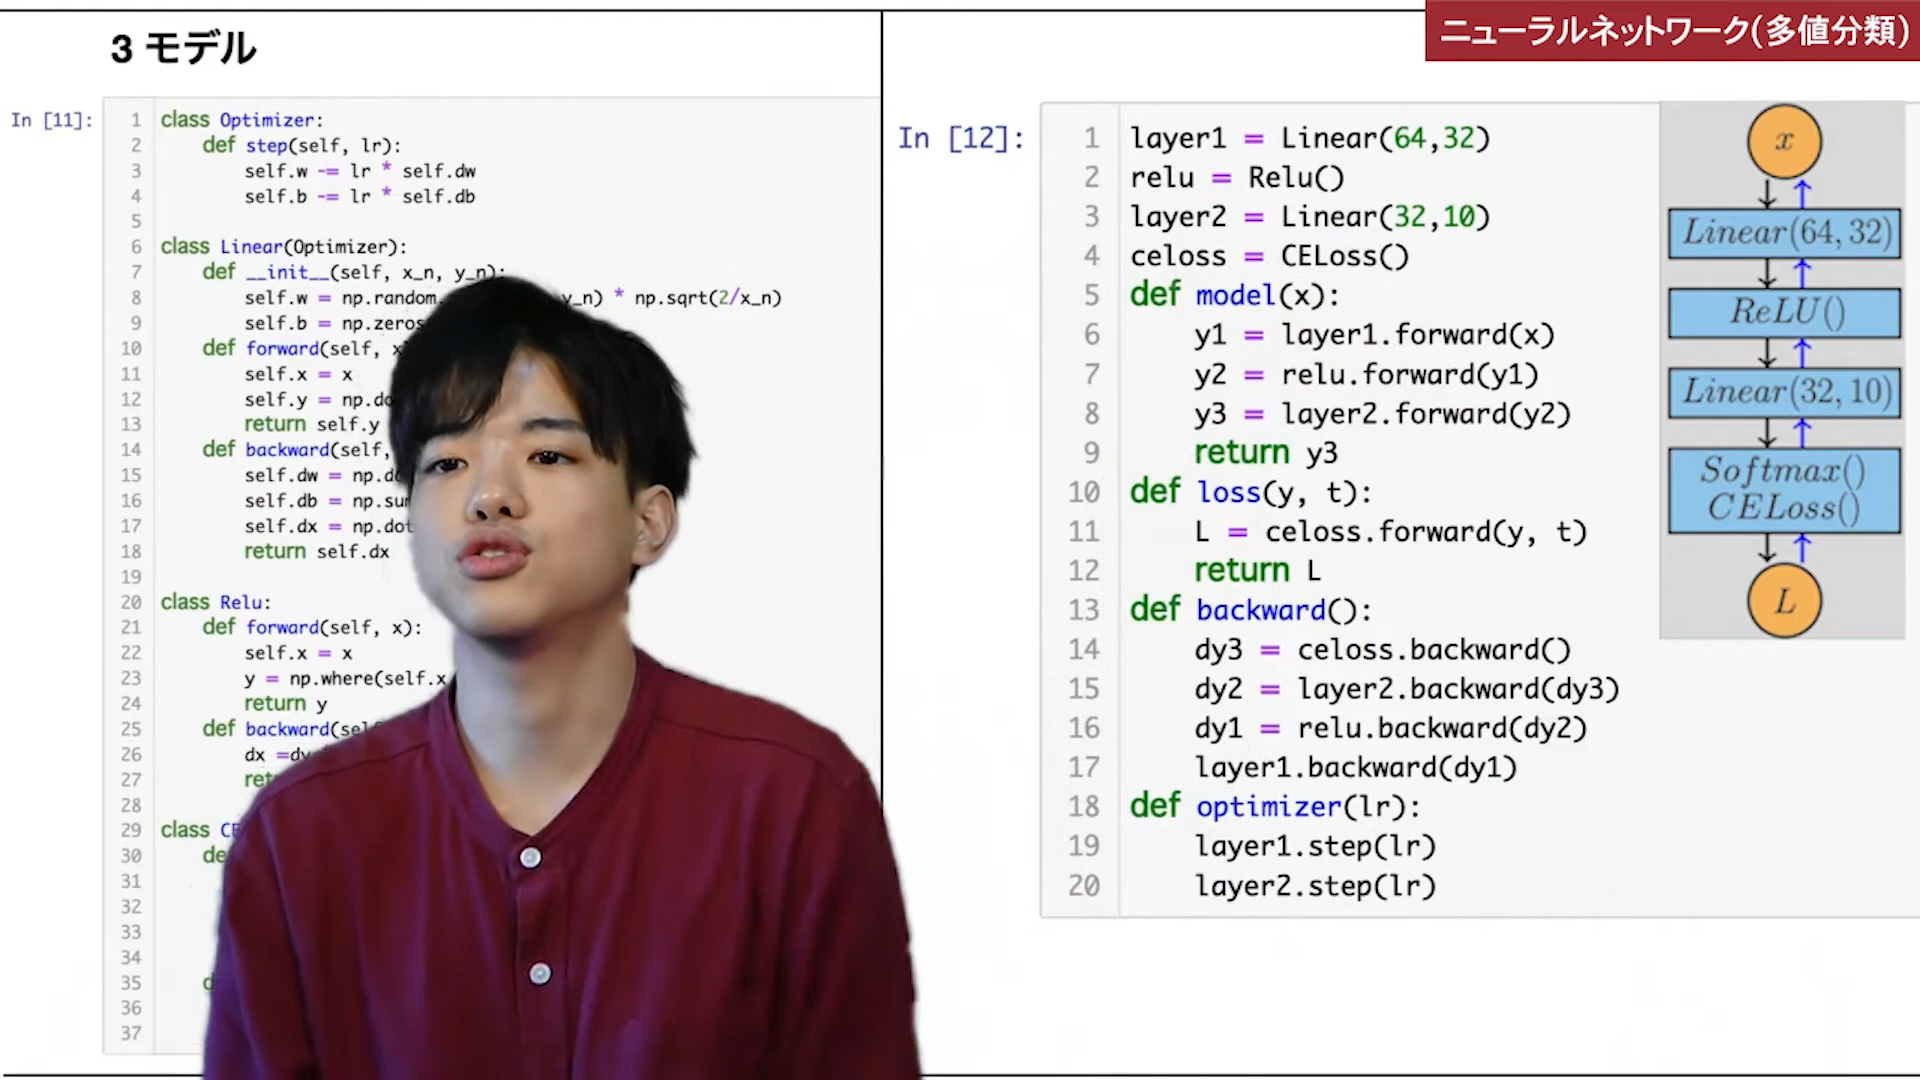 ニューラルネットワーク(多値分類)
3 モデル
In [11]:
1 class Optimizer:
2 def step(self, lr):
3 self.w -= lr * self.dw
4 self.b -= lr * self.db
5
6 class Linear(Optimizer):
7 def __init__(self, x_n, y_n):
8 self.w = np.random. y_n) * np.sqrt(2/x_n)
9 self.b = np.zeros
10 def forward(self, x
11 self.x = x
12 self.y = np.do
13 return self.y
14 def backward(self,
15 self.dw = np.do
16 self.db = np.sum
17 self.dx = np.dot
18 return self.dx
19
20 class Relu:
21 def forward(self, x):
22 self.x = x
23 y = np.where(self.x
24 return y
25 def backward(self
26 dx =dy
27 ret
28
29 class CE
30 de
31
32
33
34
35 d
36
37
In [12]:
1 layer1 = Linear(64,32)
2 relu = Relu()
3 layer2 = Linear(32,10)
4 celoss = CELoss()
5 def model(x):
6 y1 = layer1.forward(x)
7 y2 = relu.forward(y1)
8 y3 = layer2.forward(y2)
9 return y3
10 def loss(y, t):
11 L = celoss.forward(y, t)
12 return L
13 def backward():
14 dy3 = celoss.backward()
15 dy2 = layer2.backward(dy3)
16 dy1 = relu.backward(dy2)
17 layer1.backward(dy1)
18 def optimizer(lr):
19 layer1.step(lr)
20 layer2.step(lr)
x
Linear(64, 32)
ReLU()
Linear(32, 10)
Softmax()
CELoss()
L